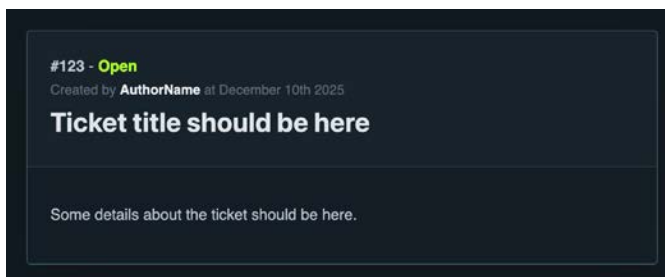 #123 - Open
Created by AuthorName at December 10th 2025
Ticket title should be here
Some details about the ticket should be here.